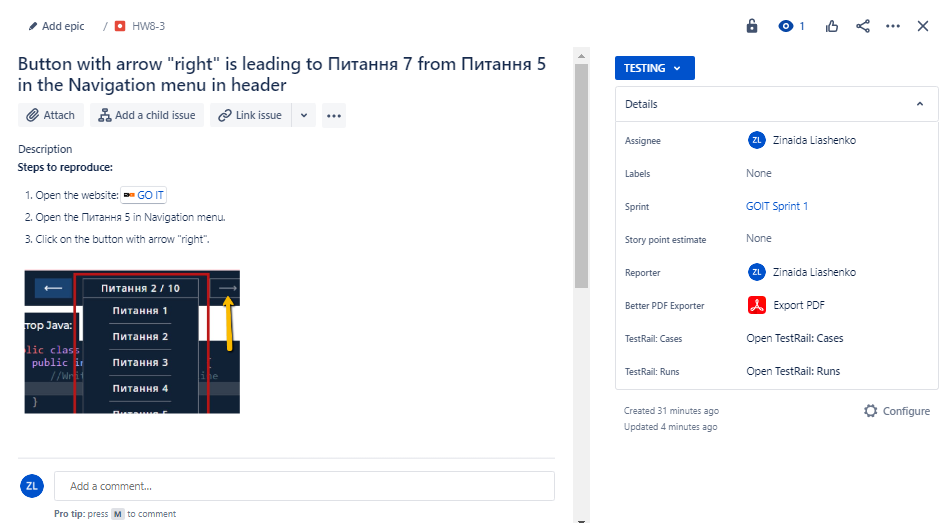 Add epic / HW8-3
1
Button with arrow "right" is leading to Питання 7 from Питання 5
in the Navigation menu in header
Attach
Add a child issue
Link issue
Description
Steps to reproduce:
1. Open the website: GO IT
2. Open the Питання 5 in Navigation menu.
3. Click on the button with arrow "right".
Питання 2 / 10
Питання 1
Питання 2
Питання 3
Питання 4
Питання 5
тор Java:
lic class
public in
{
//Wri
ine
}
ZL
Add a comment...
Pro tip: press M to comment
TESTING
Details
Assignee
ZL Zinaida Liashenko
Labels
None
Sprint
GOIT Sprint 1
Story point estimate
None
Reporter
ZL Zinaida Liashenko
Better PDF Exporter
Export PDF
TestRail: Cases
Open TestRail: Cases
TestRail: Runs
Open TestRail: Runs
Created 31 minutes ago
Updated 4 minutes ago
Configure